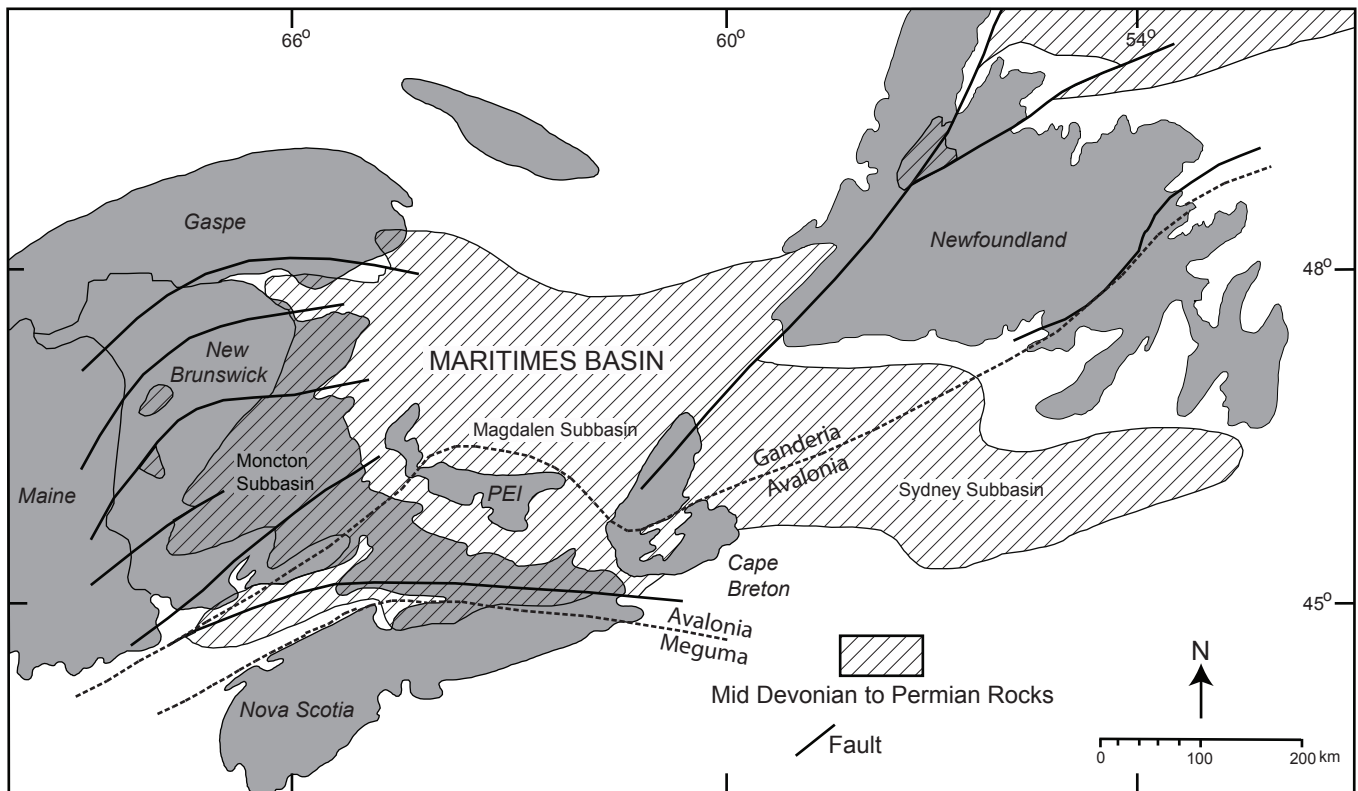 66° 60° 54°
Gaspe
Newfoundland
48°
New
Brunswick
MARITIMES BASIN
Magdalen Subbasin
Ganderia
Avalonia
Moncton
Subbasin
Maine
PEI
Sydney Subbasin
Cape
Breton
45°
Avalonia
Meguma
N
Mid Devonian to Permian Rocks
Nova Scotia
Fault
0 100 200 km